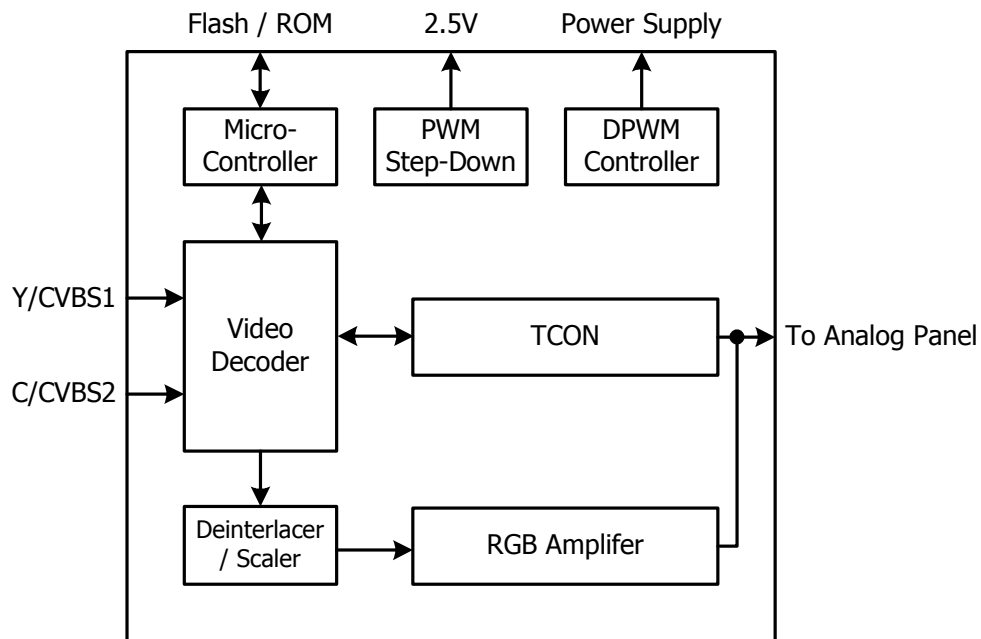 Flash / ROM
2.5V
Power Supply
Micro-
Controller
PWM
Step-Down
DPWM
Controller
Y/CVBS1
C/CVBS2
Video
Decoder
TCON
To Analog Panel
Deinterlacer
/ Scaler
RGB Amplifer